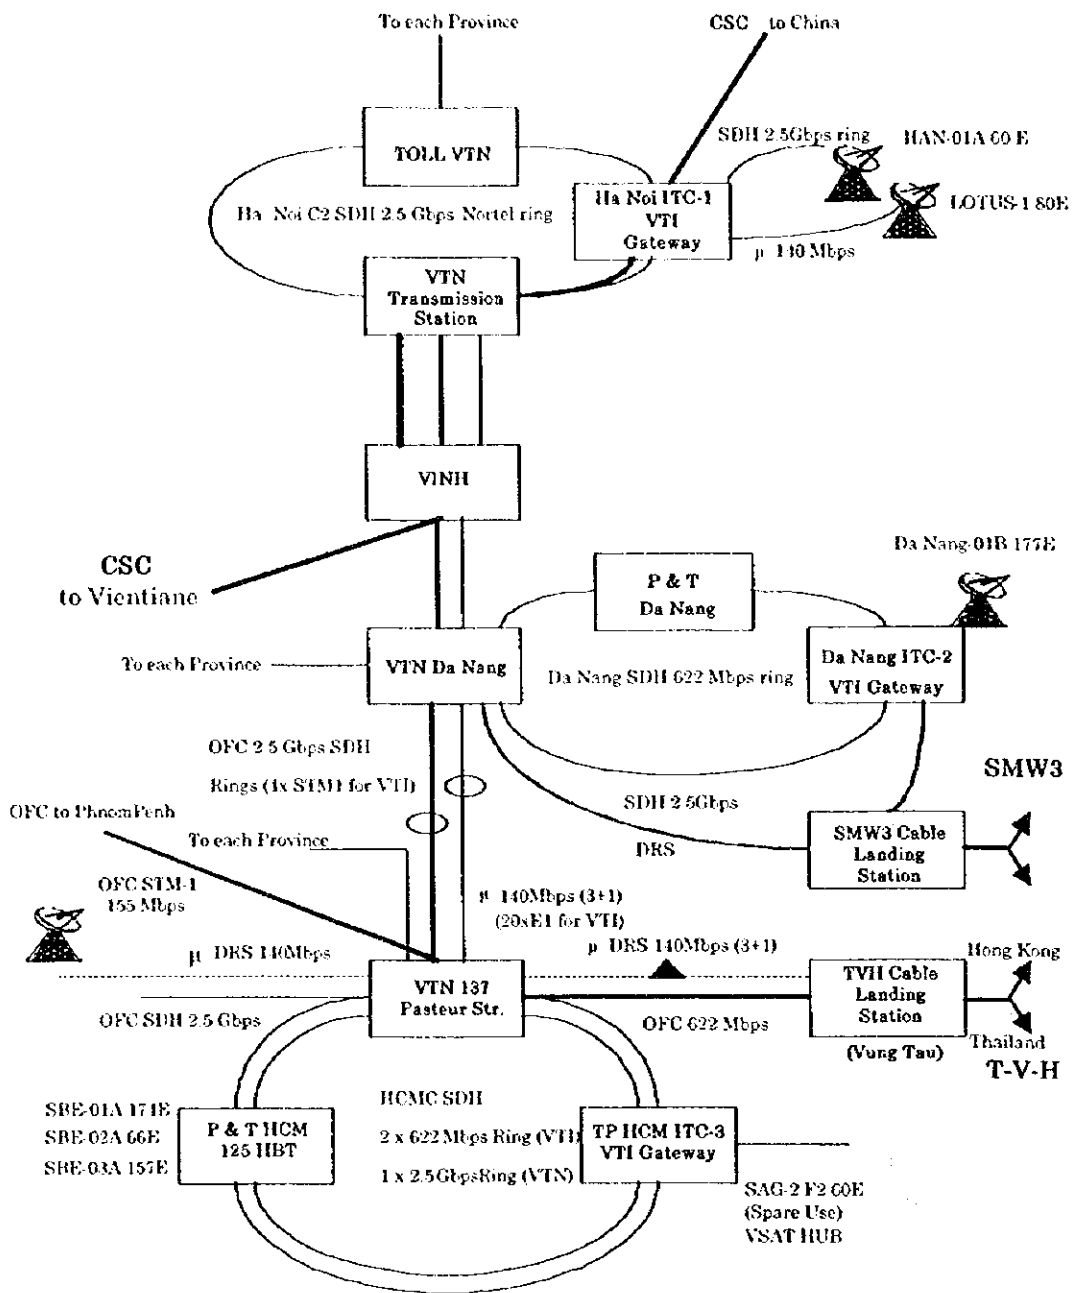 To each Province
CSC to China
TOLL VTN
SDH 2.5Gbps ring
HAN-01A 60 E
Ha Noi ITC-1
VTI
Gateway
LOTUS-1 80E
Ha Noi C2 SDH 2.5 Gbps Nortel ring
μ 140 Mbps
VTN
Transmission
Station
VINH
CSC
to Vientiane
Da Nang-01B 177E
P & T
Da Nang
To each Province
VTN Da Nang
Da Nang SDH 622 Mbps ring
Da Nang ITC-2
VTI Gateway
OFC 2.5 Gbps SDH
Rings (4x STM1 for VTI)
SMW3
SDH 2.5Gbps
OFC to PhnomPenh
To each Province
DRS
SMW3 Cable
Landing
Station
OFC STM-1
155 Mbps
μ 140Mbps (3+1)
(20xE1 for VTI)
μ DRS 140Mbps
μ DRS 140Mbps (3+1)
Hong Kong
VTN 137
Pasteur Str.
TVH Cable
Landing
Station
OFC SDH 2.5 Gbps
OFC 622 Mbps
(Vung Tau)
Thailand
T-V-H
SBE-01A 174E
SBE-02A 66E
SBE-03A 157E
P & T HCM
125 HBT
HCMC SDH
2 x 622 Mbps Ring (VTI)
1 x 2.5GbpsRing (VTN)
TP HCM ITC-3
VTI Gateway
SAG-2 F2 60E
(Spare Use)
VSAT HUB